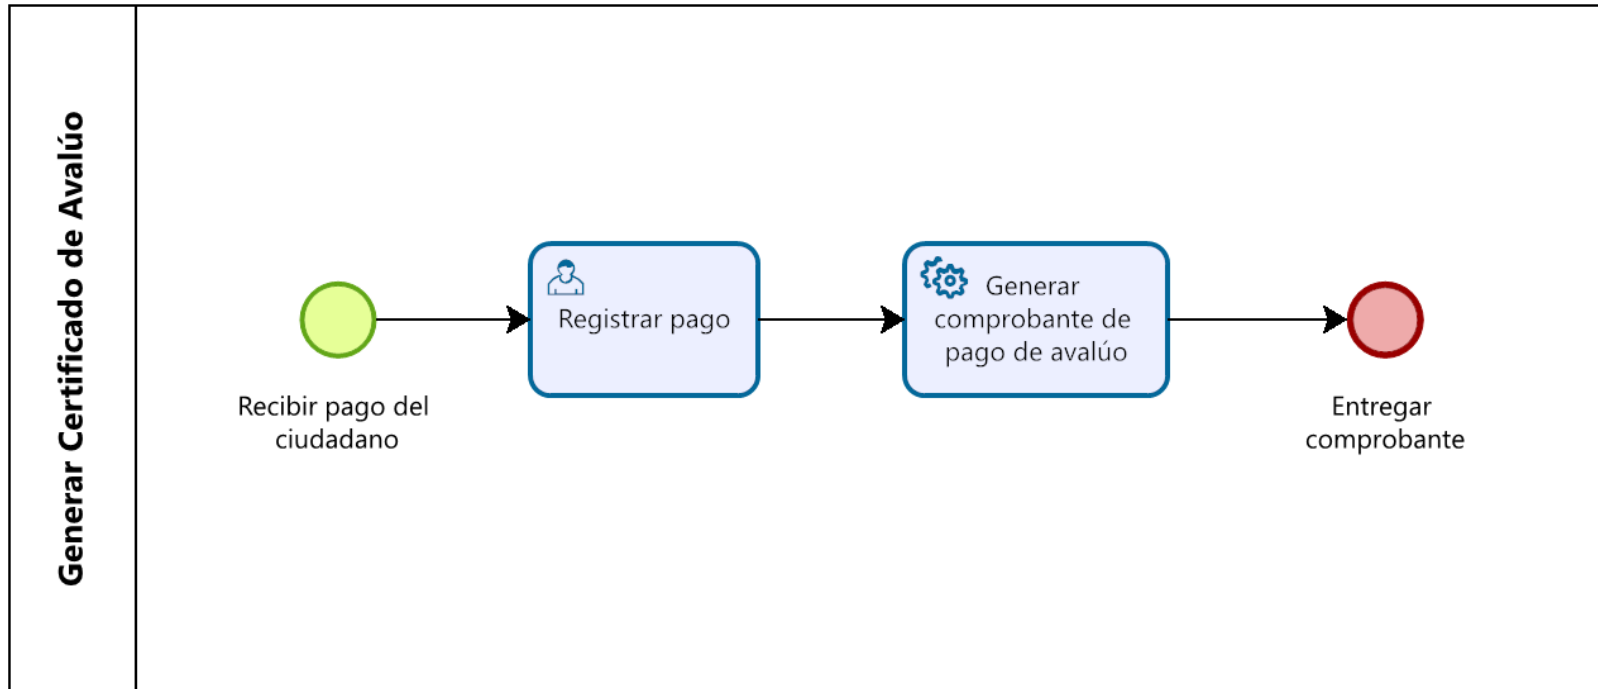 Generar Certificado de Avalúo
Recibir pago del
ciudadano
Registrar pago
Generar
comprobante de
pago de avalúo
Entregar
comprobante